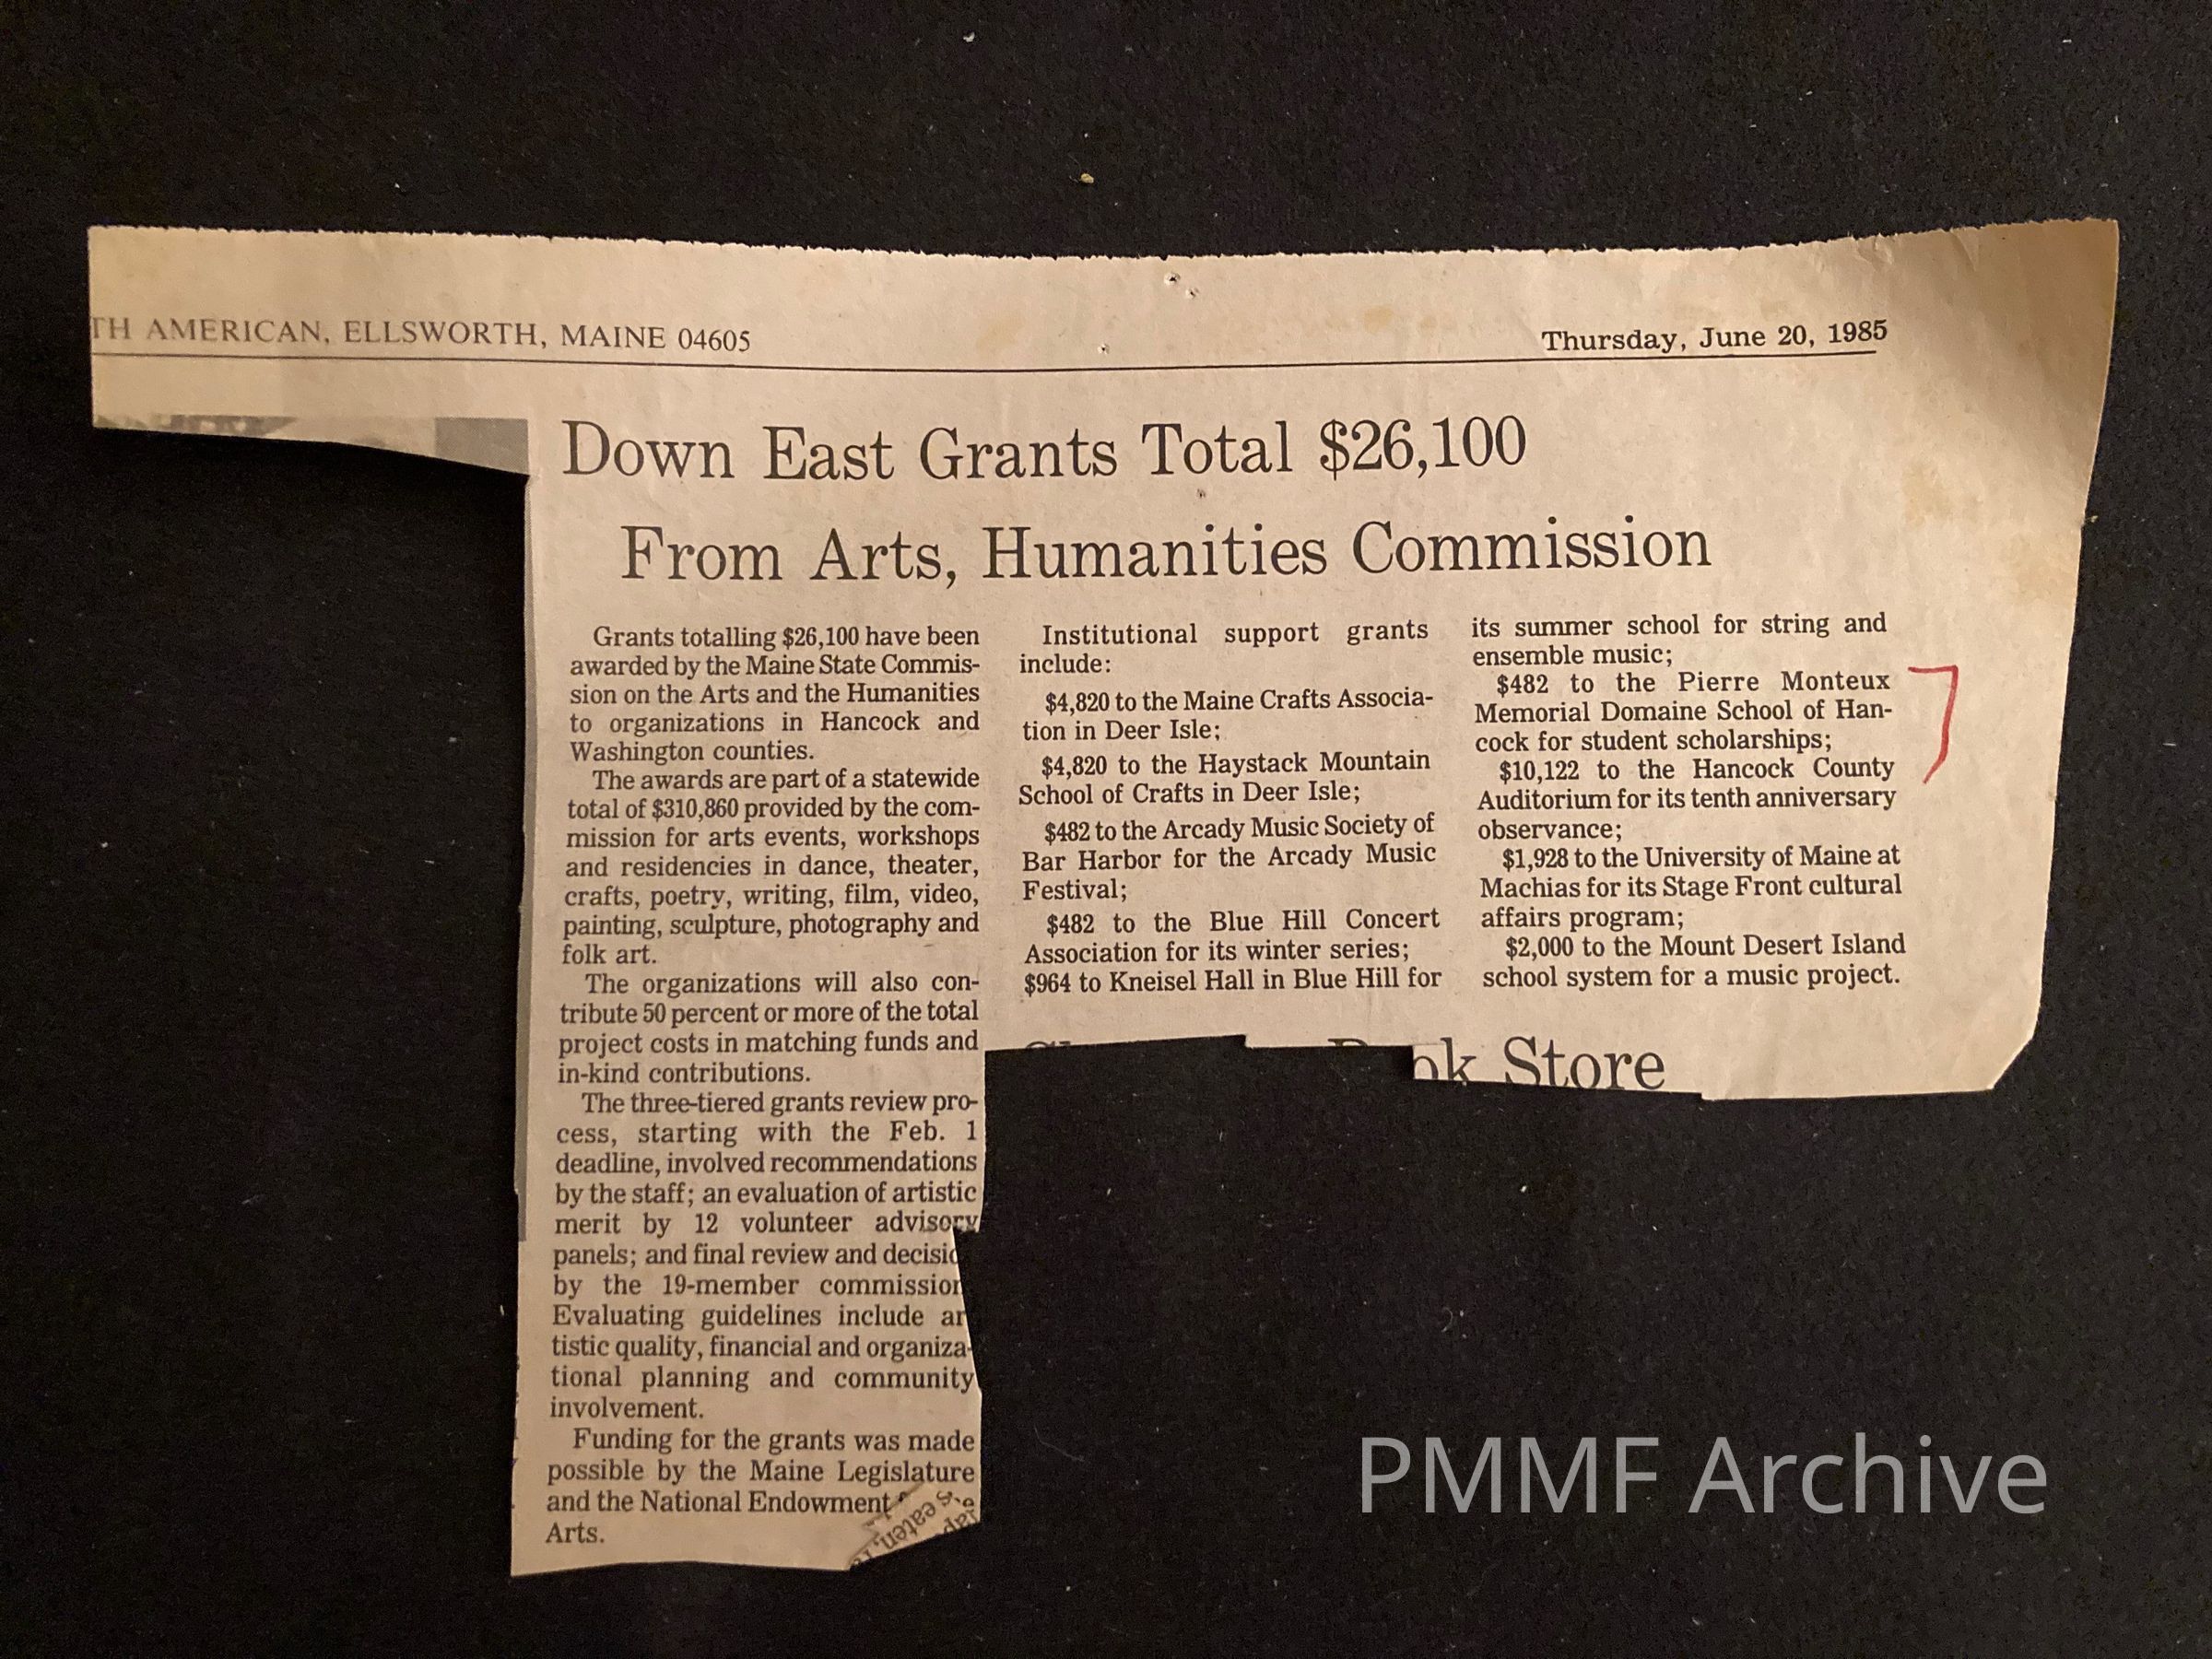 TH AMERICAN, ELLSWORTH, MAINE 04605
Thursday, June 20, 1985
Down East Grants Total $26,100
From Arts, Humanities Commission
Grants totalling $26,100 have been
awarded by the Maine State Commis-
sion on the Arts and the Humanities
to organizations in Hancock and
Washington counties.
The awards are part of a statewide
total of $310,860 provided by the com-
mission for arts events, workshops
and residencies in dance, theater,
crafts, poetry, writing, film, video,
painting, sculpture, photography and
folk art.
The organizations will also con-
tribute 50 percent or more of the total
project costs in matching funds and
in-kind contributions.
The three-tiered grants review pro-
cess, starting with the Feb. 1
deadline, involved recommendations
by the staff; an evaluation of artistic
merit by 12 volunteer advisory
panels; and final review and decisio
by the 19-member commission
Evaluating guidelines include ar
tistic quality, financial and organiza-
tional planning and community
involvement.
Funding for the grants was made
possible by the Maine Legislature
and the National Endowment
Arts.
eaten,
Institutional support grants
include:
$4,820 to the Maine Crafts Associa-
tion in Deer Isle;
$4,820 to the Haystack Mountain
School of Crafts in Deer Isle;
$482 to the Arcady Music Society of
Bar Harbor for the Arcady Music
Festival;
$482 to the Blue Hill Concert
Association for its winter series;
$964 to Kneisel Hall in Blue Hill for
its summer school for string and
ensemble music;
$482 to the Pierre Monteux
Memorial Domaine School of Han-
cock for student scholarships;
$10,122 to the Hancock County
Auditorium for its tenth anniversary
observance;
$1,928 to the University of Maine at
Machias for its Stage Front cultural
affairs program;
$2,000 to the Mount Desert Island
school system for a music project.
ok Store
PMMF Archive